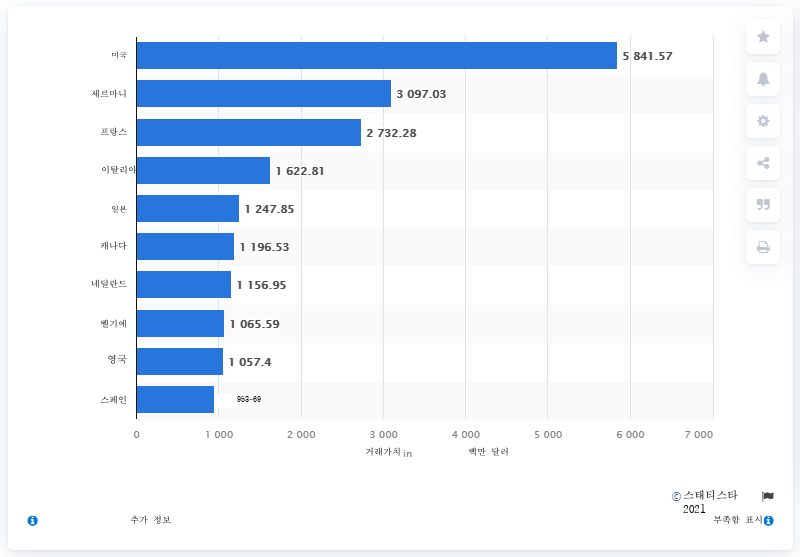 미국 5 841.57
쎄르마니 3 097.03
프랑스 2 732.28
이탈리아 1 622.81
일본 1 247.85
캐나다 1 196.53
네덜란드 1 156.95
벨기에 1 065.59
영국 1 057.4
스페인 953-69
0 1 000 2 000 3 000 4 000 5 000 6 000 7 000
거래가치 in 백만 달러
© 스태티스타
2021
추가 정보 부족함 표시